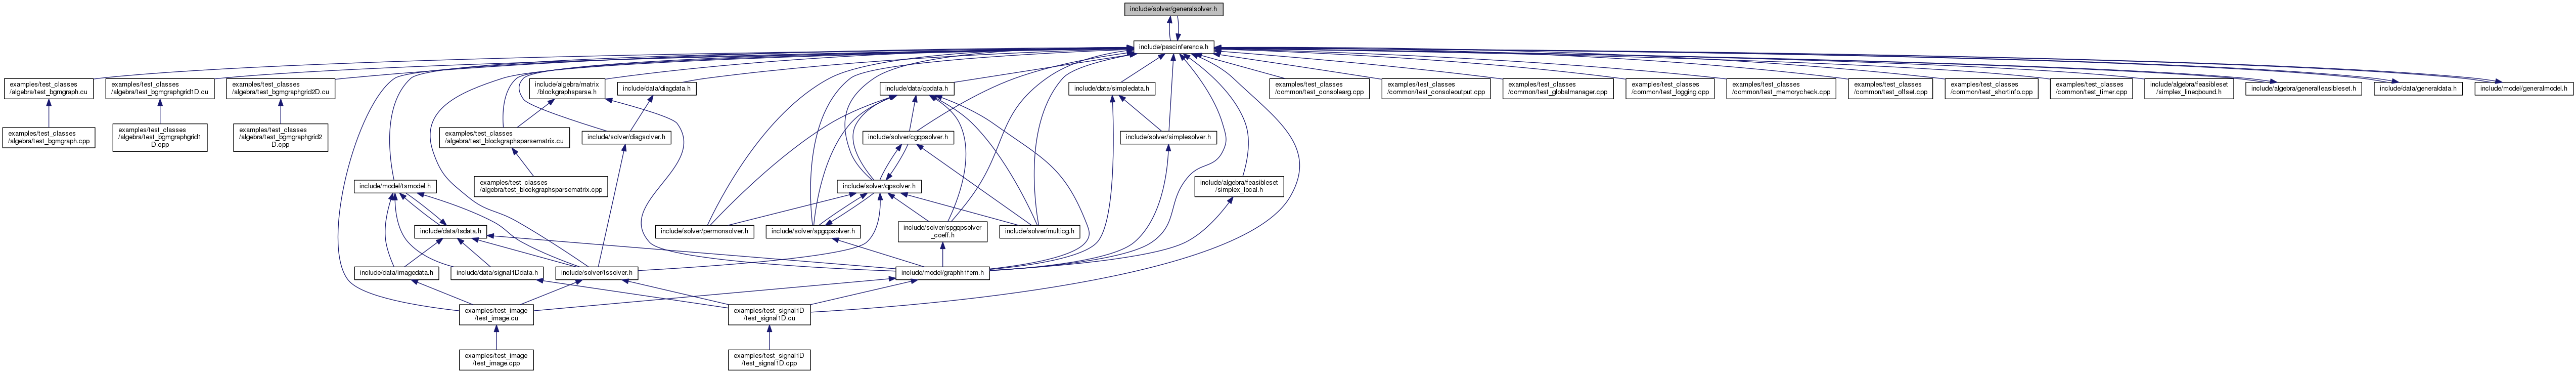 include/solver/generalsolver.h
include/pascinference.h
examples/test_classes
/algebra/test_bgmgraph.cu
examples/test_classes
/algebra/test_bgmgraphgrid1D.cu
examples/test_classes
/algebra/test_bgmgraphgrid2D.cu
include/algebra/matrix
/blockgraphsparse.h
include/data/diagdata.h
include/data/qpdata.h
include/data/simpledata.h
examples/test_classes
/common/test_consolearg.cpp
examples/test_classes
/common/test_consoleoutput.cpp
examples/test_classes
/common/test_globalmanager.cpp
examples/test_classes
/common/test_logging.cpp
examples/test_classes
/common/test_memorycheck.cpp
examples/test_classes
/common/test_offset.cpp
examples/test_classes
/common/test_shortinfo.cpp
examples/test_classes
/common/test_timer.cpp
include/algebra/feasibleset
/simplex_lineqbound.h
include/algebra/generalfeasibleset.h
include/data/generaldata.h
include/model/generalmodel.h
examples/test_classes
/algebra/test_bgmgraph.cpp
examples/test_classes
/algebra/test_bgmgraphgrid1
D.cpp
examples/test_classes
/algebra/test_bgmgraphgrid2
D.cpp
examples/test_classes
/algebra/test_blockgraphsparsematrix.cu
include/solver/diagsolver.h
include/solver/cgqpsolver.h
include/solver/simplesolver.h
include/model/tsmodel.h
examples/test_classes
/algebra/test_blockgraphsparsematrix.cpp
include/solver/qpsolver.h
include/algebra/feasibleset
/simplex_local.h
include/data/tsdata.h
include/solver/permonsolver.h
include/solver/spgqpsolver.h
include/solver/spgqpsolver
_coeff.h
include/solver/multicg.h
include/data/imagedata.h
include/data/signal1Ddata.h
include/solver/tssolver.h
include/model/graphh1fem.h
examples/test_image
/test_image.cu
examples/test_signal1D
/test_signal1D.cu
examples/test_image
/test_image.cpp
examples/test_signal1D
/test_signal1D.cpp